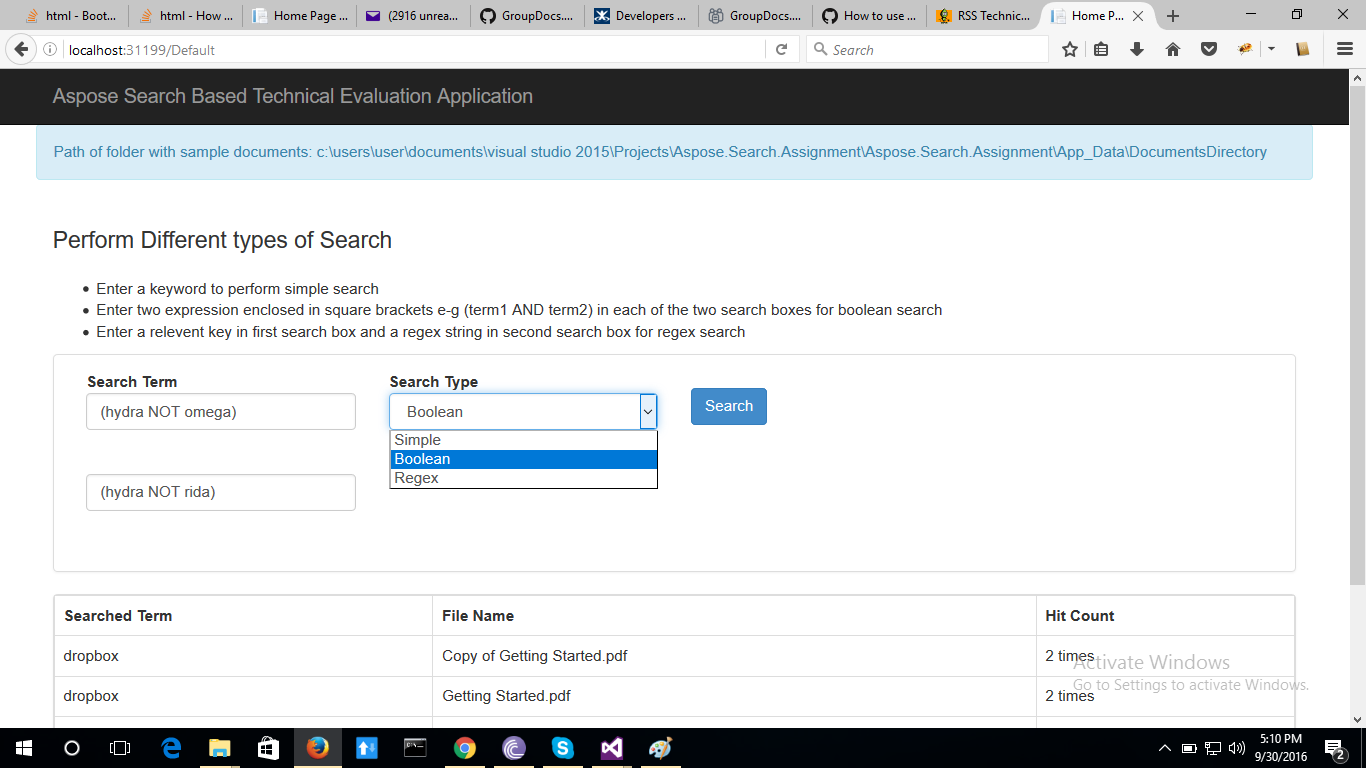 html - Boot... html - How ... Home Page ... (2916 unrea... GroupDocs.... Developers ... GroupDocs.... How to use ... RSS Technic... Home P...
localhost:31199/Default Search
Aspose Search Based Technical Evaluation Application
Path of folder with sample documents: c:\users\user\documents\visual studio 2015\Projects\Aspose.Search.Assignment\Aspose.Search.Assignment\App_Data\DocumentsDirectory
Perform Different types of Search
Enter a keyword to perform simple search
Enter two expression enclosed in square brackets e-g (term1 AND term2) in each of the two search boxes for boolean search
Enter a relevent key in first search box and a regex string in second search box for regex search
Search Term Search Type
(hydra NOT omega) Boolean Search
Simple
Boolean
Regex
(hydra NOT rida)
Searched Term File Name Hit Count
dropbox Copy of Getting Started.pdf 2 times
Activate Windows
Go to Settings to activate Windows.
dropbox Getting Started.pdf 2 times
5:10 PM
9/30/2016
2